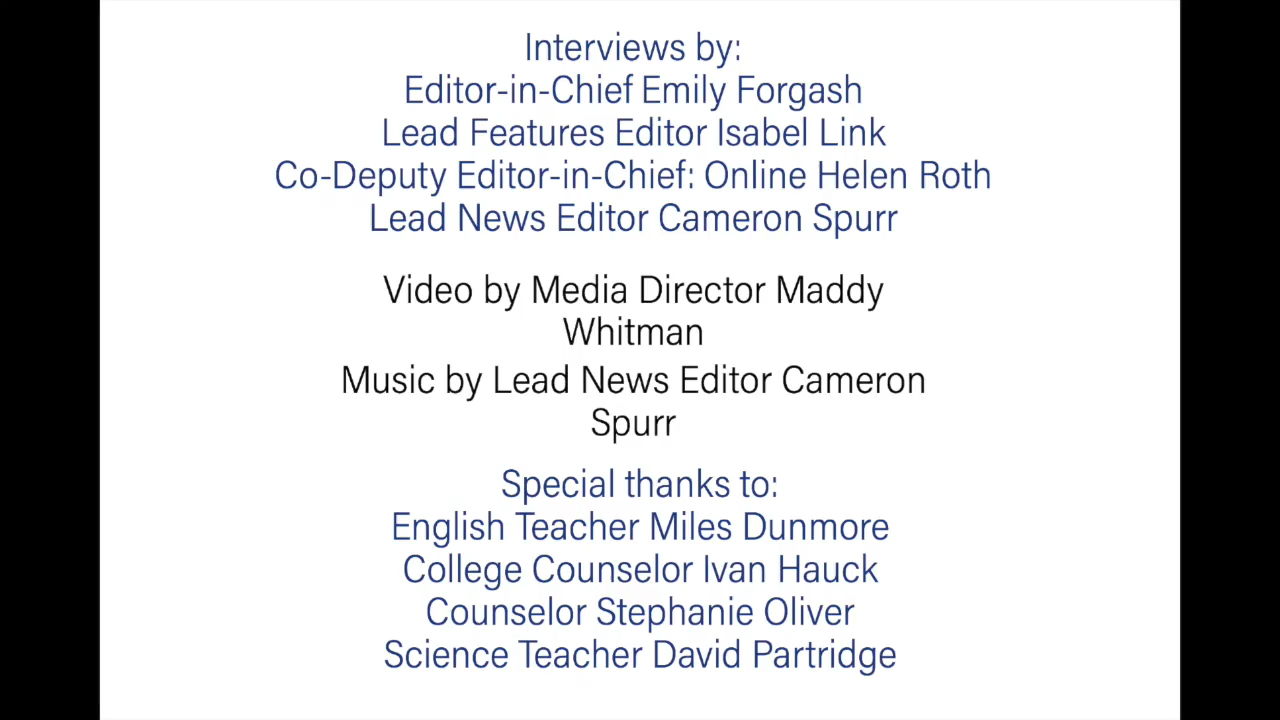 Interviews by:
Editor-in-Chief Emily Forgash
Lead Features Editor Isabel Link
Co-Deputy Editor-in-Chief: Online Helen Roth
Lead News Editor Cameron Spurr
Video by Media Director Maddy
Whitman
Music by Lead News Editor Cameron
Spurr
Special thanks to:
English Teacher Miles Dunmore
College Counselor Ivan Hauck
Counselor Stephanie Oliver
Science Teacher David Partridge